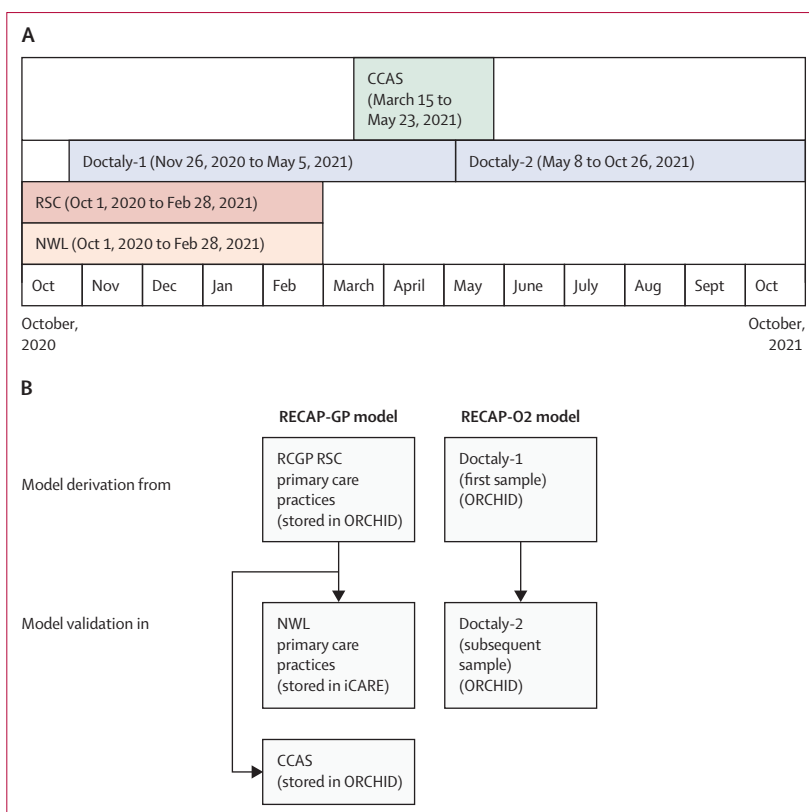 A
CCAS
(March 15 to
May 23, 2021)
Doctaly-1 (Nov 26, 2020 to May 5, 2021)
Doctaly-2 (May 8 to Oct 26, 2021)
RSC (Oct 1, 2020 to Feb 28, 2021)
NWL (Oct 1, 2020 to Feb 28, 2021)
Oct Nov Dec Jan Feb March April May June July Aug Sept Oct
October,
2020
October,
2021
B
RECAP-GP model
RECAP-O2 model
Model derivation from
RCGP RSC
primary care
practices
(stored in ORCHID)
Doctaly-1
(first sample)
(ORCHID)
Model validation in
NWL
primary care
practices
(stored in iCARE)
Doctaly-2
(subsequent
sample)
(ORCHID)
CCAS
(stored in ORCHID)